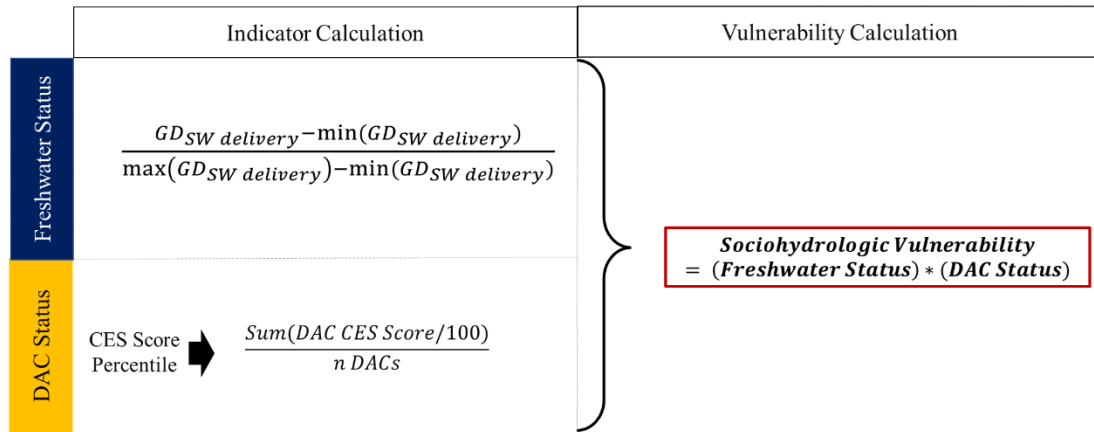 Indicator Calculation
Vulnerability Calculation
Freshwater Status
GD_SW delivery − min(GD_SW delivery)
max(GD_SW delivery) − min(GD_SW delivery)
Sociohydrologic Vulnerability
= (Freshwater Status) * (DAC Status)
DAC Status
CES Score
Percentile
Sum(DAC CES Score/100)
n DACs